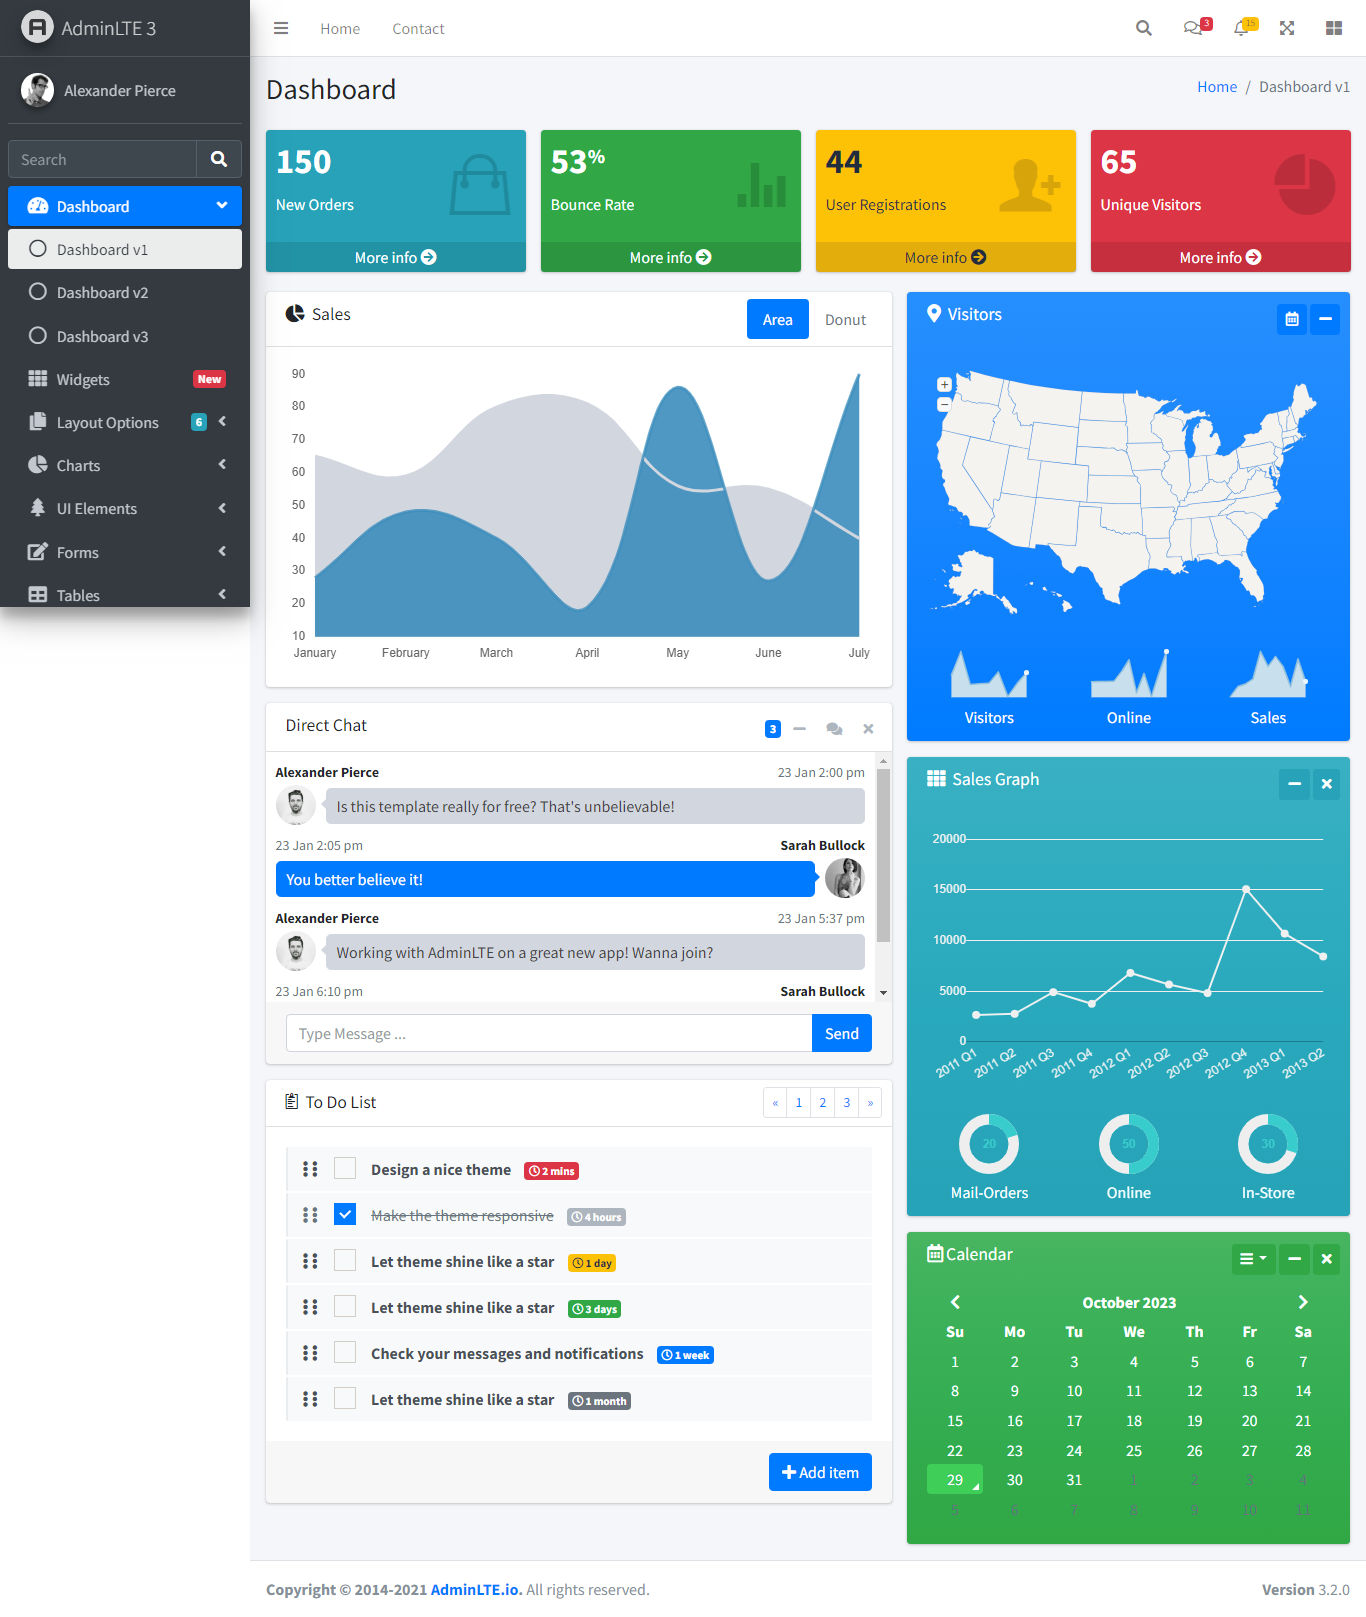 AdminLTE 3
Alexander Pierce
Search
Dashboard
Dashboard v1
Dashboard v2
Dashboard v3
Widgets New
Layout Options 6
Charts
UI Elements
Forms
Tables
Home Contact
3 15
Dashboard
Home / Dashboard v1
150
New Orders
More info
53%
Bounce Rate
More info
44
User Registrations
More info
65
Unique Visitors
More info
Sales
Area Donut
90
80
70
60
50
40
30
20
10
January February March April May June July
Direct Chat
3
Alexander Pierce 23 Jan 2:00 pm
Is this template really for free? That's unbelievable!
23 Jan 2:05 pm Sarah Bullock
You better believe it!
Alexander Pierce 23 Jan 5:37 pm
Working with AdminLTE on a great new app! Wanna join?
23 Jan 6:10 pm Sarah Bullock
Type Message ... Send
To Do List
« 1 2 3 »
Design a nice theme 2 mins
Make the theme responsive 4 hours
Let theme shine like a star 1 day
Let theme shine like a star 3 days
Check your messages and notifications 1 week
Let theme shine like a star 1 month
Add item
Visitors
+
−
Visitors Online Sales
Sales Graph
20000
15000
10000
5000
0
2011 Q1 2011 Q2 2011 Q3 2011 Q4 2012 Q1 2012 Q2 2012 Q3 2012 Q4 2013 Q1 2013 Q2
20 50 30
Mail-Orders Online In-Store
Calendar
October 2023
Su Mo Tu We Th Fr Sa
1 2 3 4 5 6 7
8 9 10 11 12 13 14
15 16 17 18 19 20 21
22 23 24 25 26 27 28
29 30 31 1 2 3 4
5 6 7 8 9 10 11
Copyright © 2014-2021 AdminLTE.io. All rights reserved.
Version 3.2.0